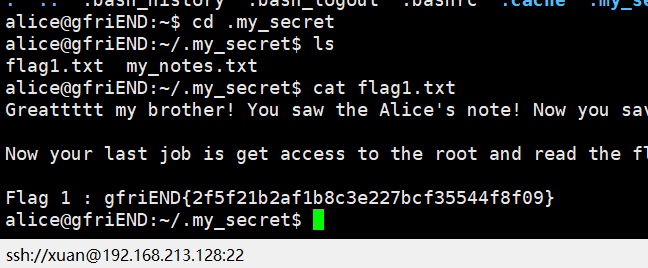 . .. .bash_history .bash_logout .bashrc .cache .my_se
alice@gfriEND:~$ cd .my_secret
alice@gfriEND:~/.my_secret$ ls
flag1.txt  my_notes.txt
alice@gfriEND:~/.my_secret$ cat flag1.txt
Greattttt my brother! You saw the Alice's note! Now you sav
Now your last job is get access to the root and read the fl
Flag 1 : gfriEND{2f5f21b2af1b8c3e227bcf35544f8f09}
alice@gfriEND:~/.my_secret$
ssh://xuan@192.168.213.128:22